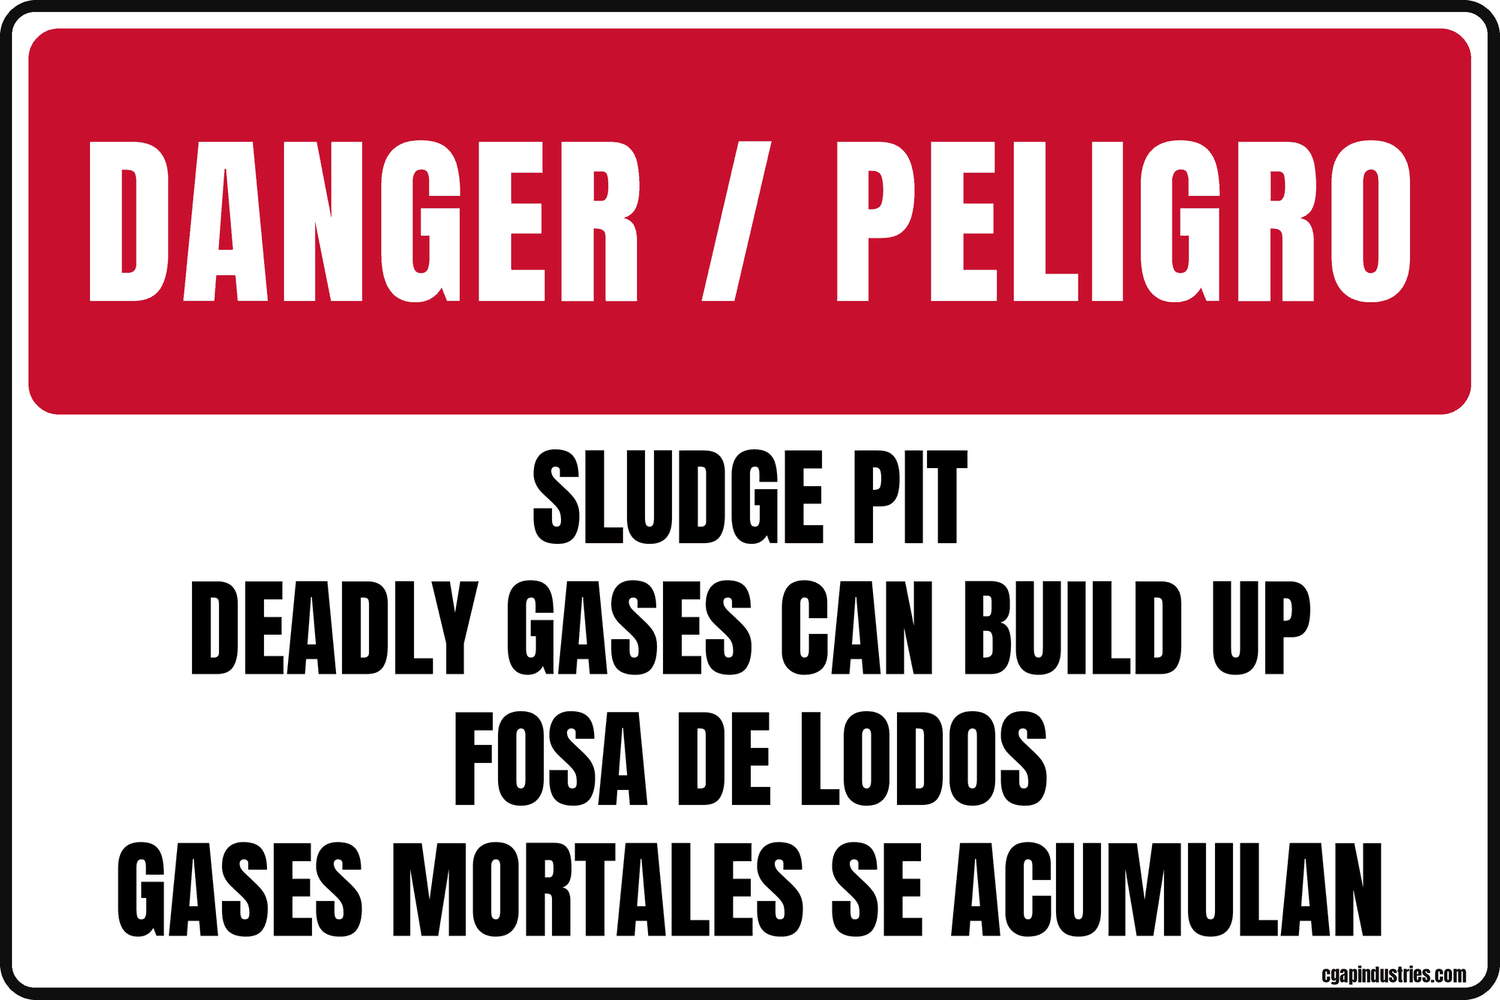 DANGER / PELIGRO
SLUDGE PIT
DEADLY GASES CAN BUILD UP
FOSA DE LODOS
GASES MORTALES SE ACUMULAN
cgapindustries.com